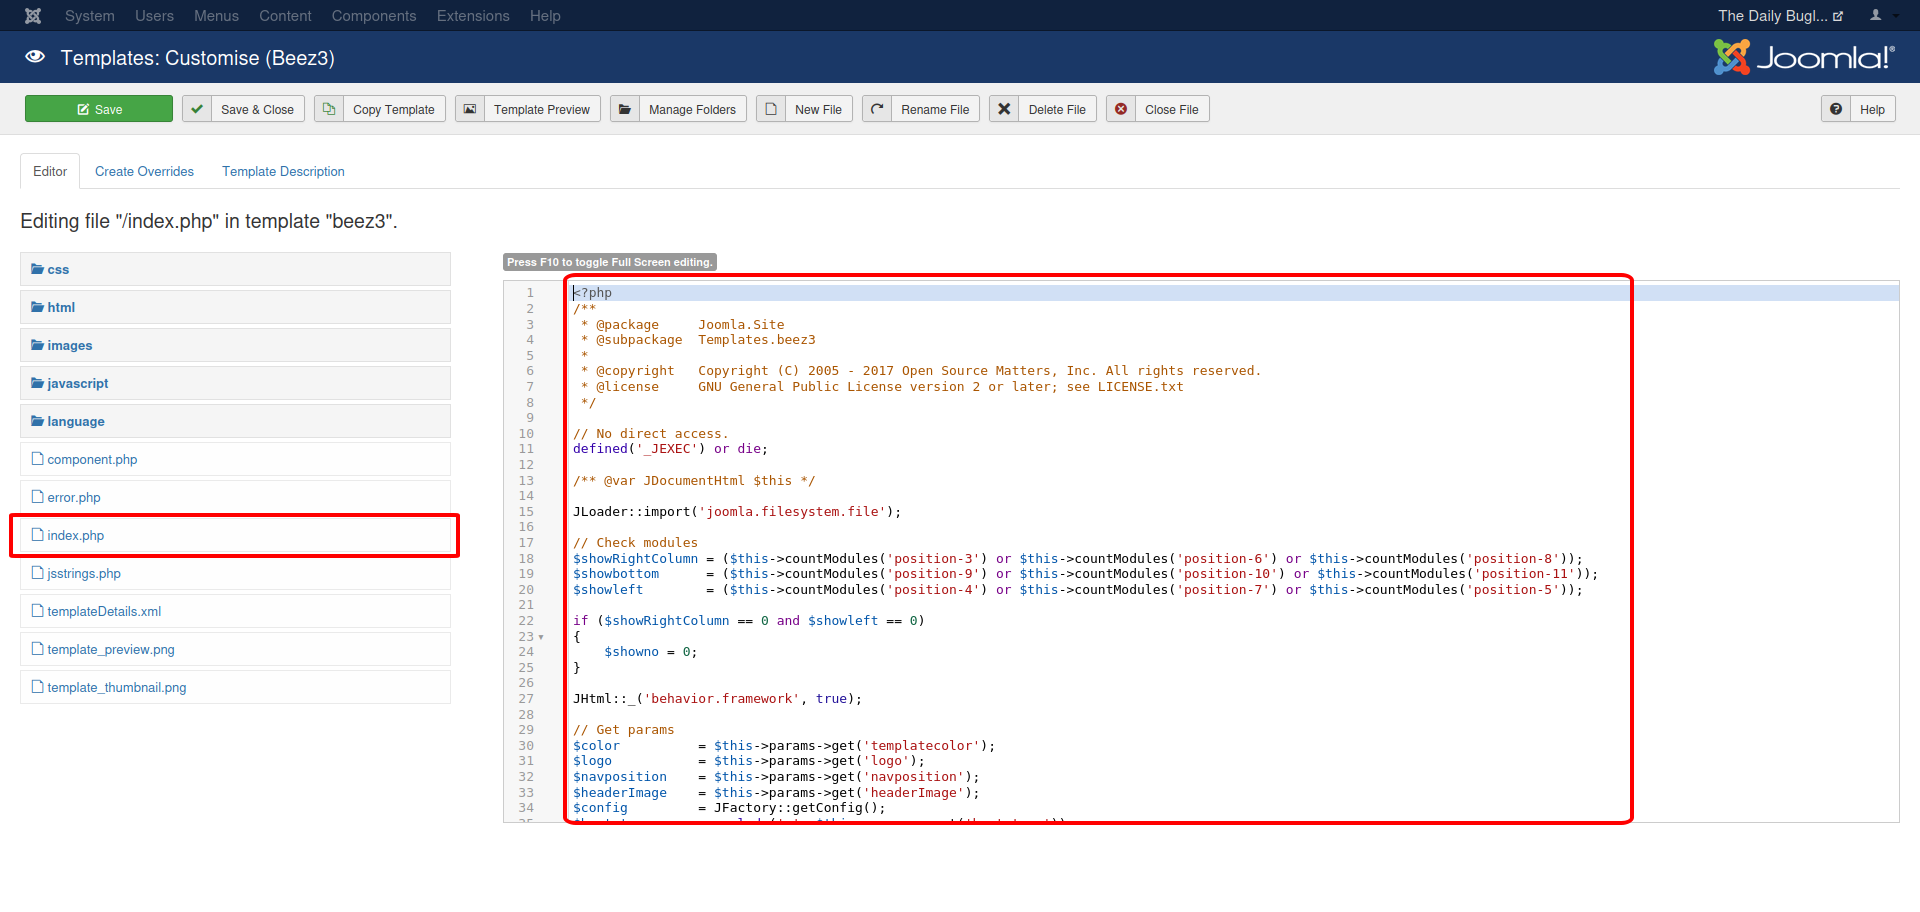 System Users Menus Content Components Extensions Help The Daily Bugl...
Templates: Customise (Beez3) Joomla!®
Save Save & Close Copy Template Template Preview Manage Folders New File Rename File Delete File Close File Help
Editor Create Overrides Template Description
Editing file "/index.php" in template "beez3".
css
html
images
javascript
language
component.php
error.php
index.php
jsstrings.php
templateDetails.xml
template_preview.png
template_thumbnail.png
Press F10 to toggle Full Screen editing.
1 <?php
2 /**
3  * @package     Joomla.Site
4  * @subpackage  Templates.beez3
5  *
6  * @copyright   Copyright (C) 2005 - 2017 Open Source Matters, Inc. All rights reserved.
7  * @license     GNU General Public License version 2 or later; see LICENSE.txt
8  */
9
10 // No direct access.
11 defined('_JEXEC') or die;
12
13 /** @var JDocumentHtml $this */
14
15 JLoader::import('joomla.filesystem.file');
16
17 // Check modules
18 $showRightColumn = ($this->countModules('position-3') or $this->countModules('position-6') or $this->countModules('position-8'));
19 $showbottom      = ($this->countModules('position-9') or $this->countModules('position-10') or $this->countModules('position-11'));
20 $showleft        = ($this->countModules('position-4') or $this->countModules('position-7') or $this->countModules('position-5'));
21
22 if ($showRightColumn == 0 and $showleft == 0)
23 {
24     $showno = 0;
25 }
26
27 JHtml::_('behavior.framework', true);
28
29 // Get params
30 $color          = $this->params->get('templatecolor');
31 $logo           = $this->params->get('logo');
32 $navposition    = $this->params->get('navposition');
33 $headerImage    = $this->params->get('headerImage');
34 $config         = JFactory::getConfig();